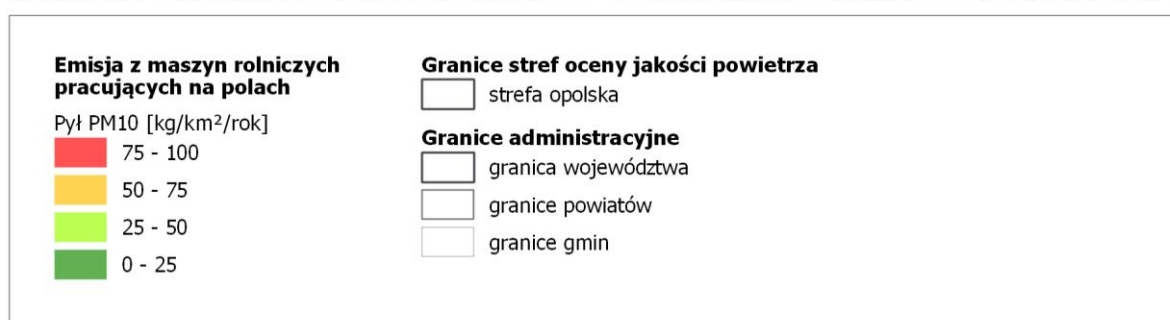 Emisja z maszyn rolniczych
pracujących na polach
Pył PM10 [kg/km²/rok]
75 - 100
50 - 75
25 - 50
0 - 25
Granice stref oceny jakości powietrza
strefa opolska
Granice administracyjne
granica województwa
granice powiatów
granice gmin